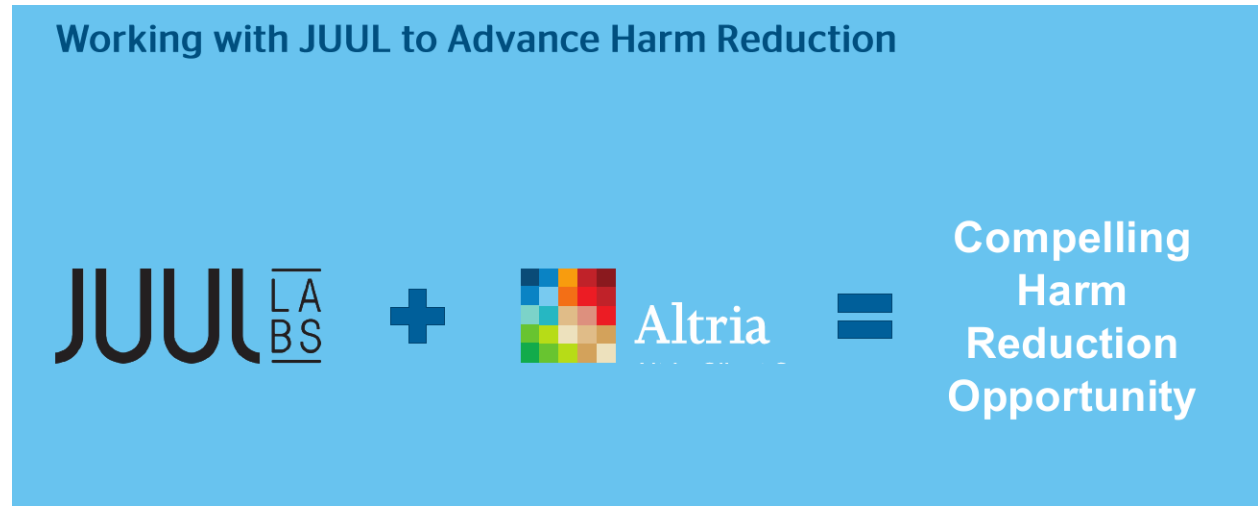 Working with JUUL to Advance Harm Reduction
JUUL LABS
Altria
Compelling
Harm
Reduction
Opportunity